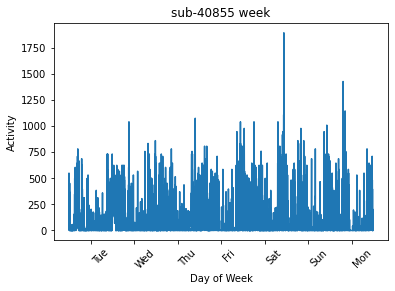 sub-40855 week
Activity
1750
1500
1250
1000
750
500
250
0
Tue
Wed
Thu
Fri
Sat
Sun
Mon
Day of Week